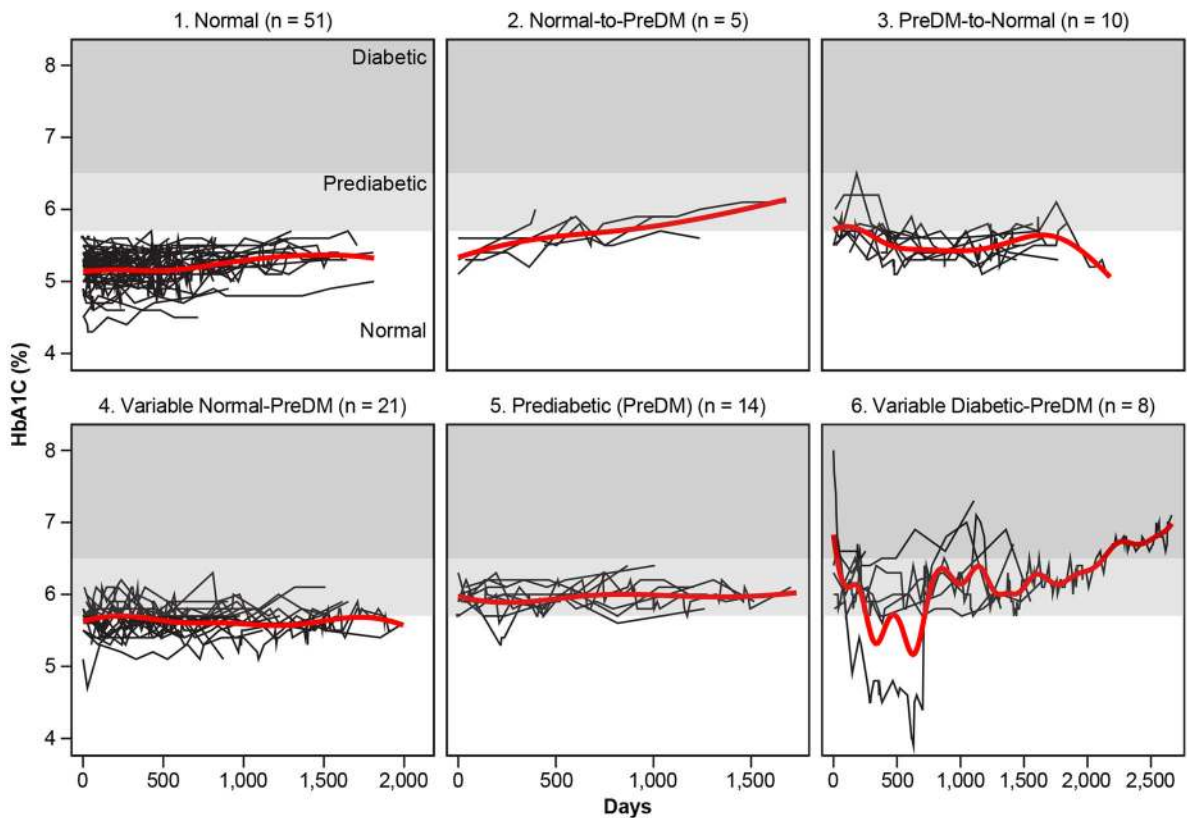 1. Normal (n = 51)
2. Normal-to-PreDM (n = 5)
3. PreDM-to-Normal (n = 10)
8
7
6
5
4
Diabetic
Prediabetic
Normal
HbA1C (%)
4. Variable Normal-PreDM (n = 21)
5. Prediabetic (PreDM) (n = 14)
6. Variable Diabetic-PreDM (n = 8)
8
7
6
5
4
0 500 1,000 1,500 2,000
0 500 1,000 1,500
0 500 1,000 1,500 2,000 2,500
Days